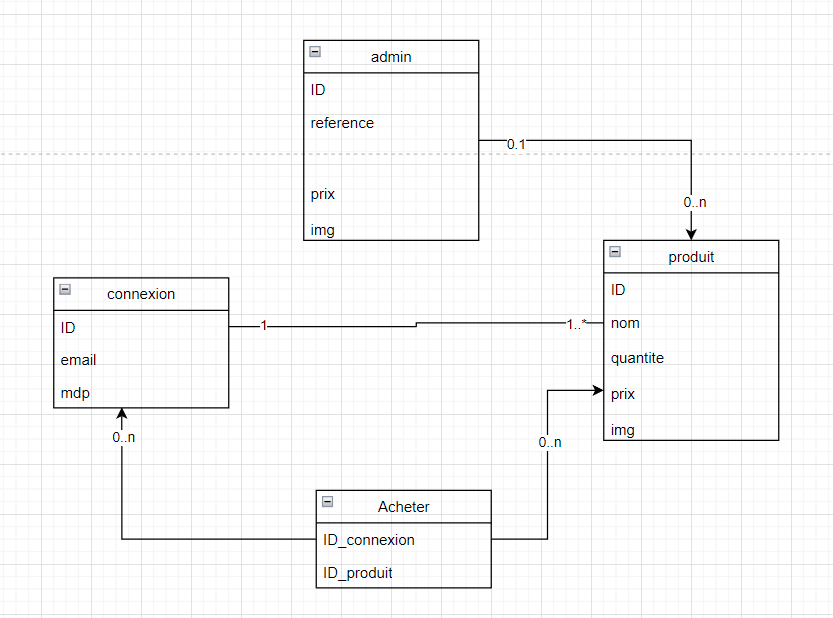 admin
ID
reference
prix
img
0.1
0..n
produit
ID
nom
quantite
prix
img
connexion
ID
email
mdp
1
1..*
0..n
0..n
Acheter
ID_connexion
ID_produit